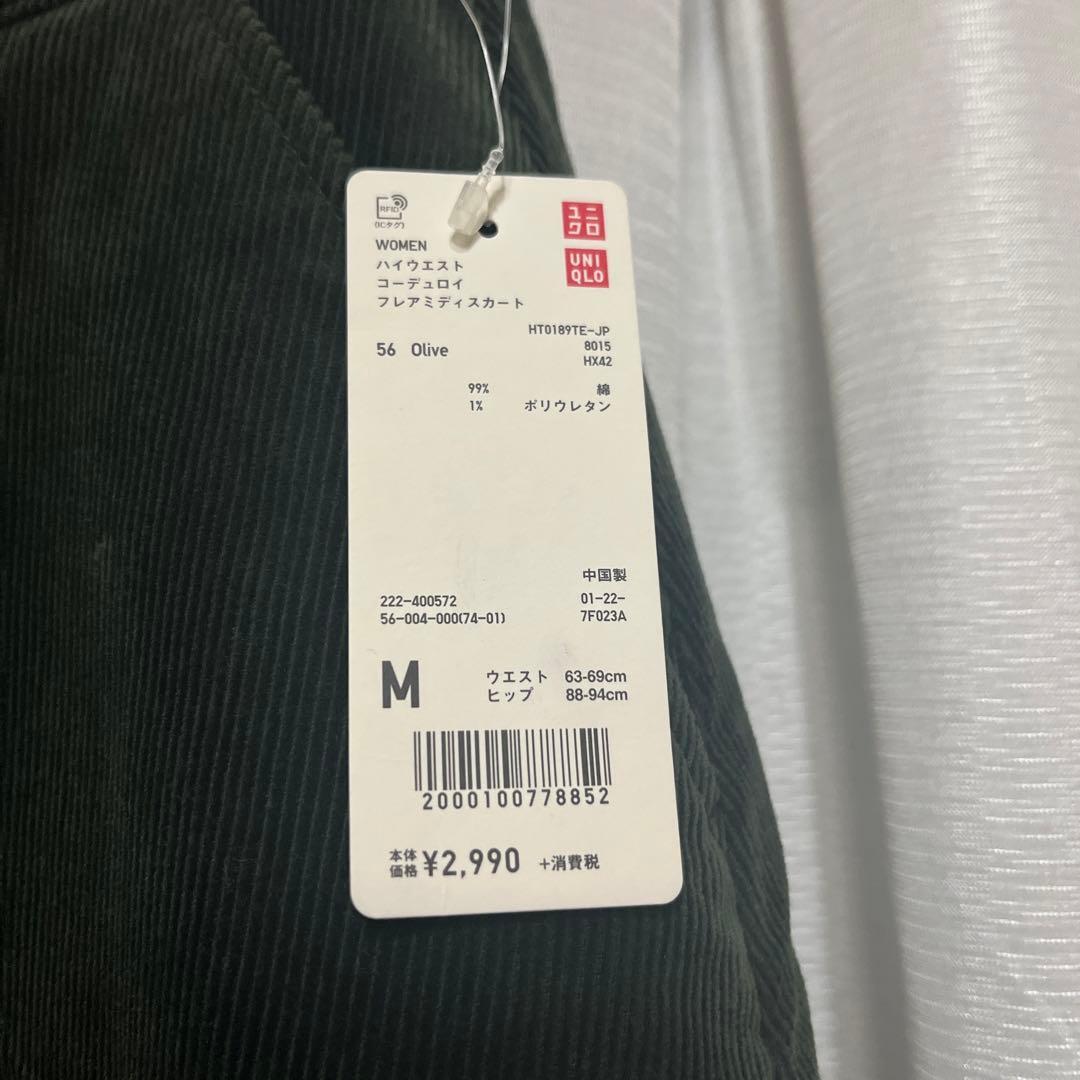 RFID
(ICタグ)
ユニ
クロ
UNI
QLO
WOMEN
ハイウエスト
コーデュロイ
フレアミディスカート
HT0189TE-JP
56 Olive
8015
HX42
99% 綿
1% ポリウレタン
中国製
222-400572 01-22-
56-004-000(74-01) 7F023A
M
ウエスト 63-69cm
ヒップ 88-94cm
2000100778852
本体
価格 ¥2,990 +消費税